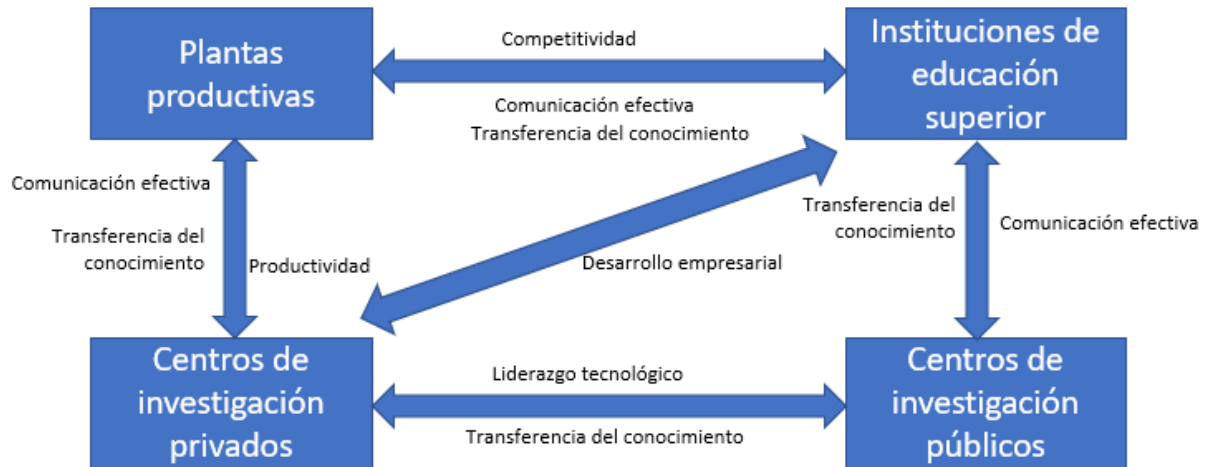 Plantas
productivas
Competitividad
Comunicación efectiva
Transferencia del conocimiento
Instituciones de
educación
superior
Comunicación efectiva
Transferencia del
conocimiento
Productividad
Desarrollo empresarial
Transferencia del
conocimiento
Comunicación efectiva
Centros de
investigación
privados
Liderazgo tecnológico
Transferencia del conocimiento
Centros de
investigación
públicos